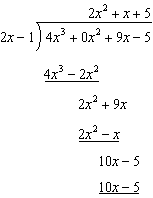 2x² + x + 5
2x − 1 ) 4x³ + 0x² + 9x − 5
4x³ − 2x²
2x² + 9x
2x² − x
10x − 5
10x − 5